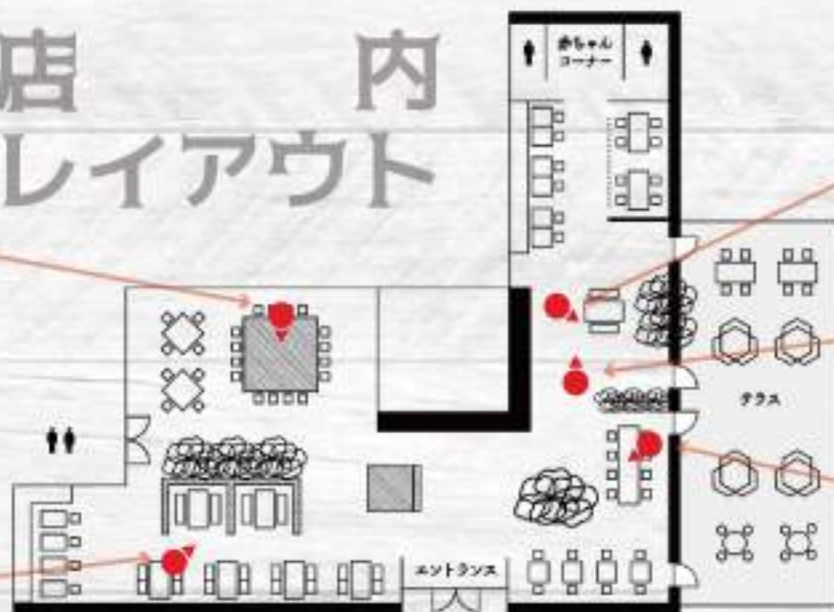 店内
レイアウト
赤ちゃん
コーナー
テラス
エントランス